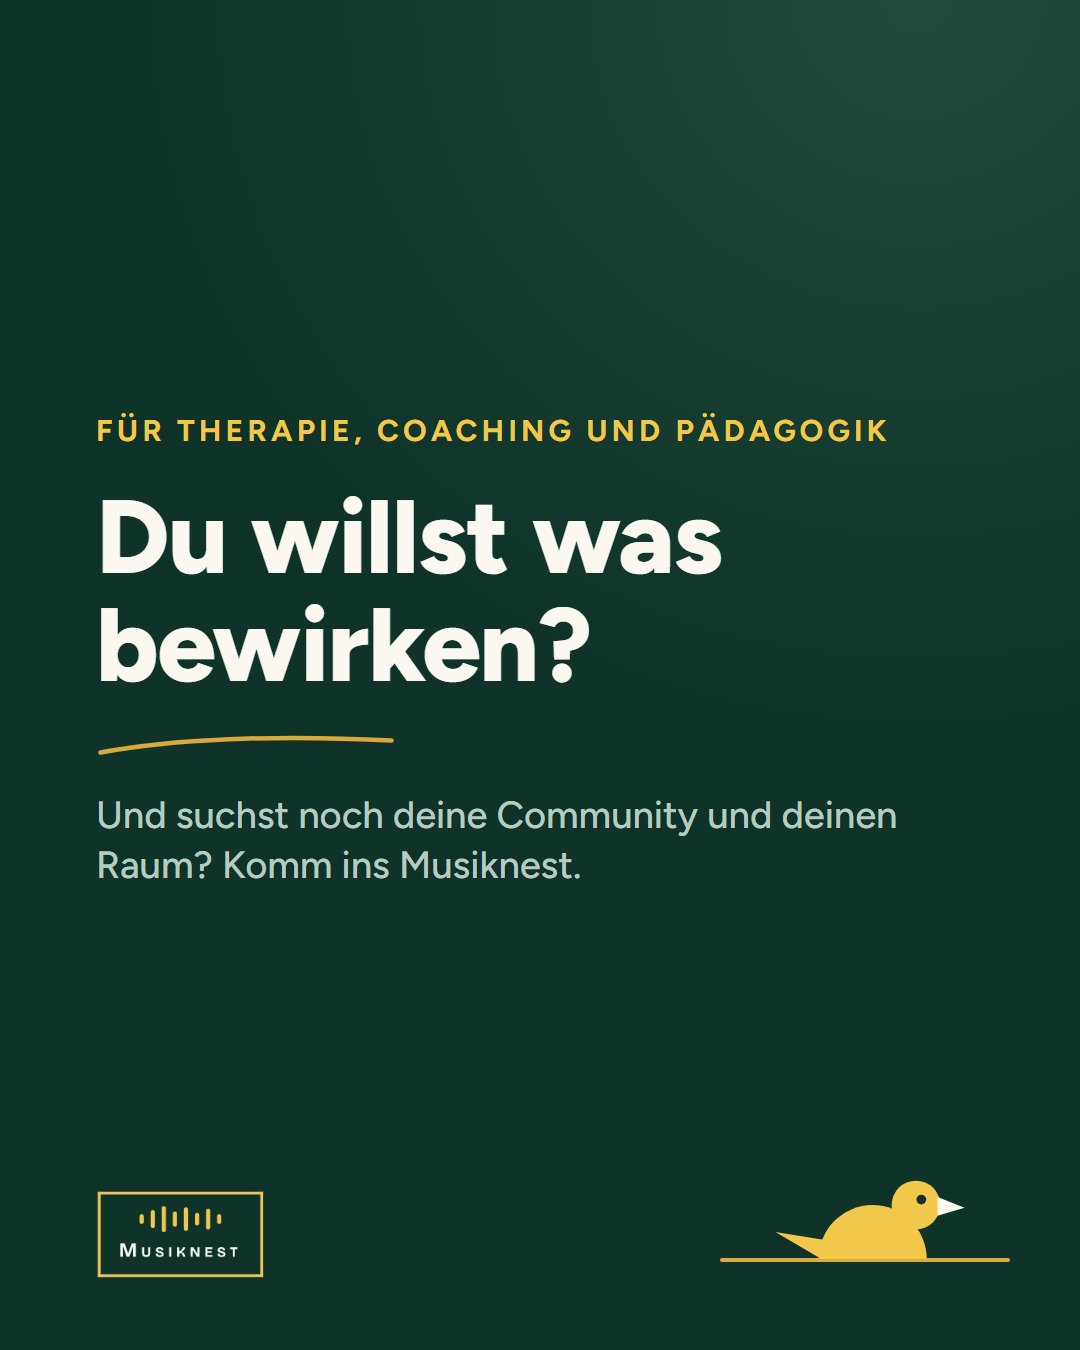 FÜR THERAPIE, COACHING UND PÄDAGOGIK
Du willst was
bewirken?
Und suchst noch deine Community und deinen
Raum? Komm ins Musiknest.
MUSIKNEST